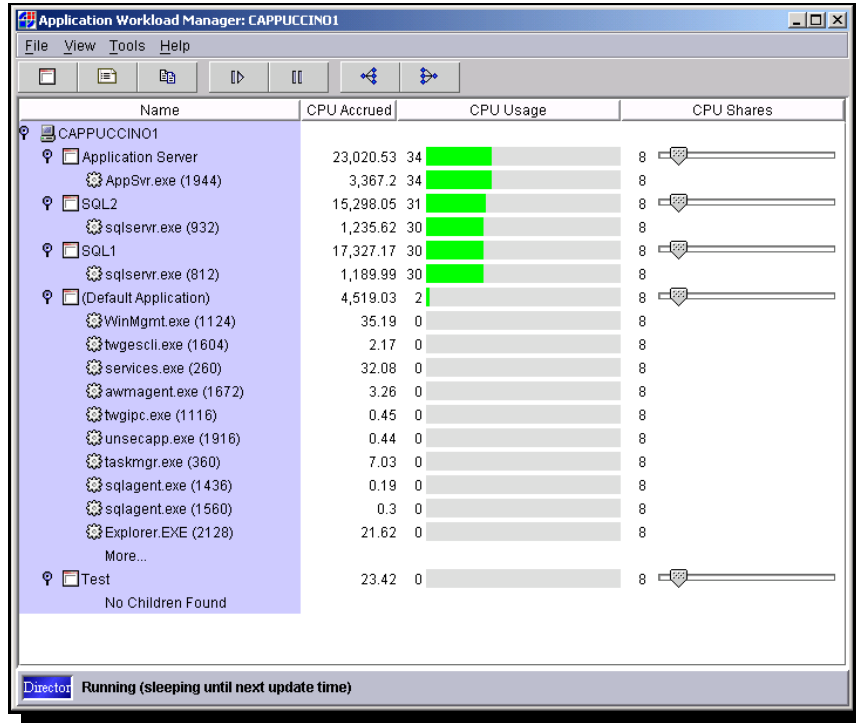 Application Workload Manager: CAPPUCCINO1
File View Tools Help
Name CPU Accrued CPU Usage CPU Shares
CAPPUCCINO1
Application Server 23,020.53 34 8
AppSvr.exe (1944) 3,367.2 34 8
SQL2 15,298.05 31 8
sqlservr.exe (932) 1,235.62 30 8
SQL1 17,327.17 30 8
sqlservr.exe (812) 1,189.99 30 8
(Default Application) 4,519.03 2 8
WinMgmt.exe (1124) 35.19 0 8
twgescli.exe (1604) 2.17 0 8
services.exe (260) 32.08 0 8
awmagent.exe (1672) 3.26 0 8
twgipc.exe (1116) 0.45 0 8
unsecapp.exe (1916) 0.44 0 8
taskmgr.exe (360) 7.03 0 8
sqlagent.exe (1436) 0.19 0 8
sqlagent.exe (1560) 0.3 0 8
Explorer.EXE (2128) 21.62 0 8
More...
Test 23.42 0 8
No Children Found
Director Running (sleeping until next update time)